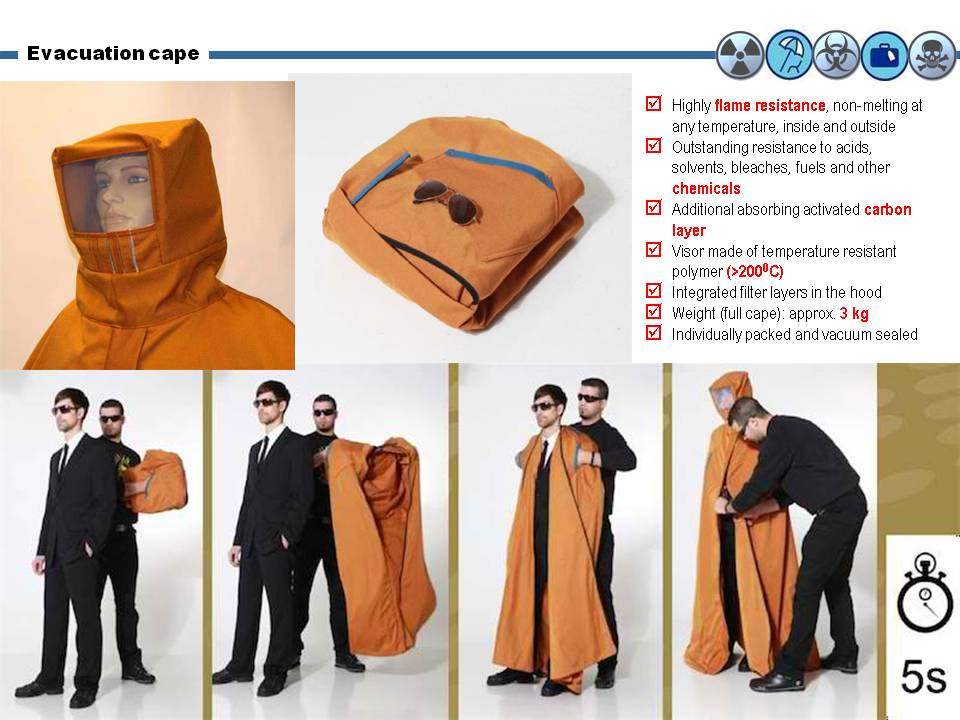 Evacuation cape
Highly flame resistance, non-melting at
any temperature, inside and outside
Outstanding resistance to acids,
solvents, bleaches, fuels and other
chemicals
Additional absorbing activated carbon
layer
Visor made of temperature resistant
polymer (>200⁰C)
Integrated filter layers in the hood
Weight (full cape): approx. 3 kg
Individually packed and vacuum sealed
5s